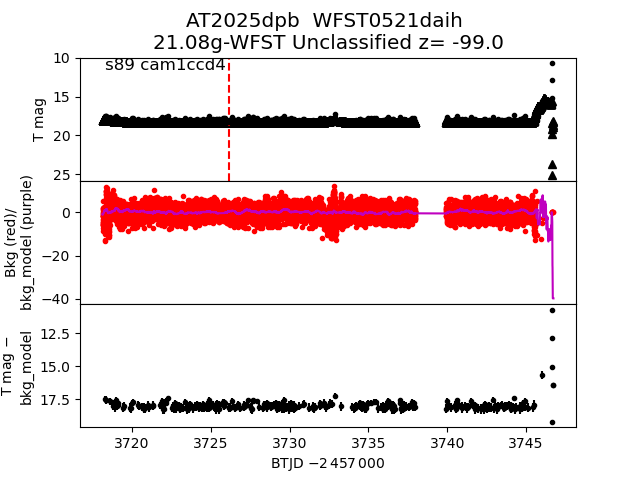 AT2025dpb  WFST0521daih
21.08g-WFST Unclassified z= -99.0
s89 cam1ccd4
10
15
20
25
T mag
0
−20
−40
Bkg (red)/
bkg_model (purple)
12.5
15.0
17.5
T mag −
bkg_model
3720 3725 3730 3735 3740 3745
BTJD −2 457 000